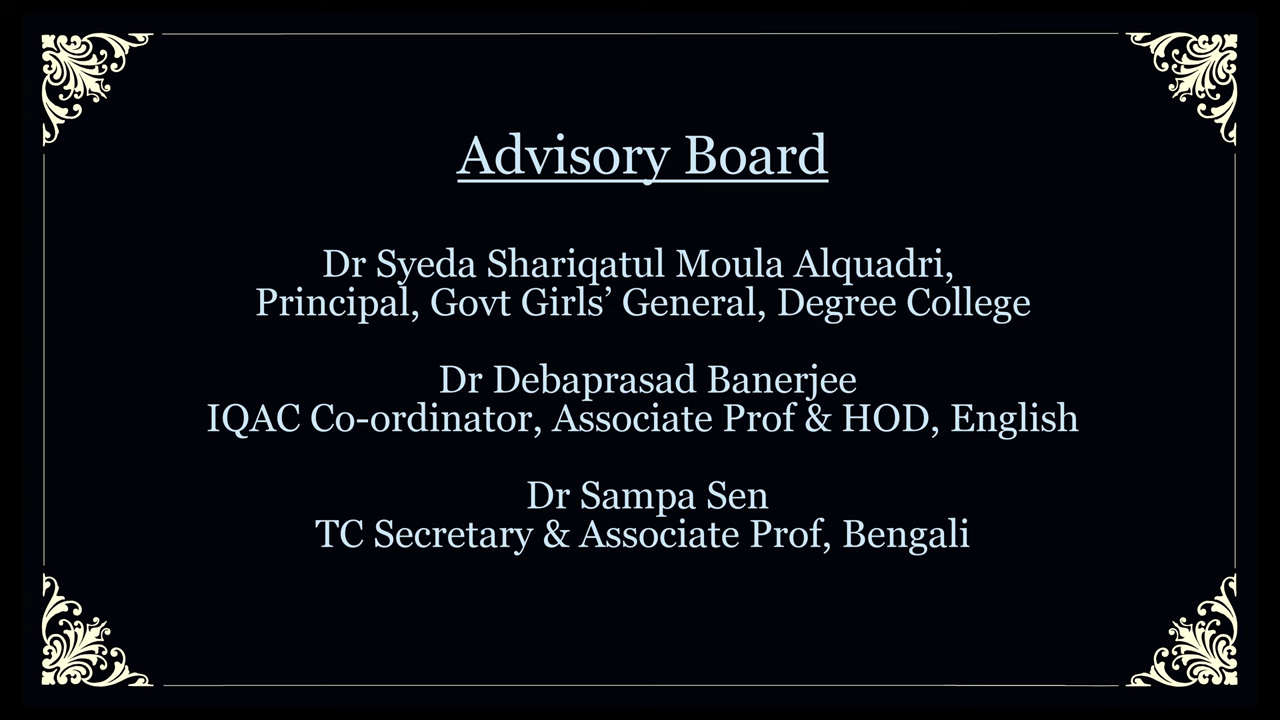 Advisory Board
Dr Syeda Shariqatul Moula Alquadri,
Principal, Govt Girls’ General, Degree College
Dr Debaprasad Banerjee
IQAC Co-ordinator, Associate Prof & HOD, English
Dr Sampa Sen
TC Secretary & Associate Prof, Bengali